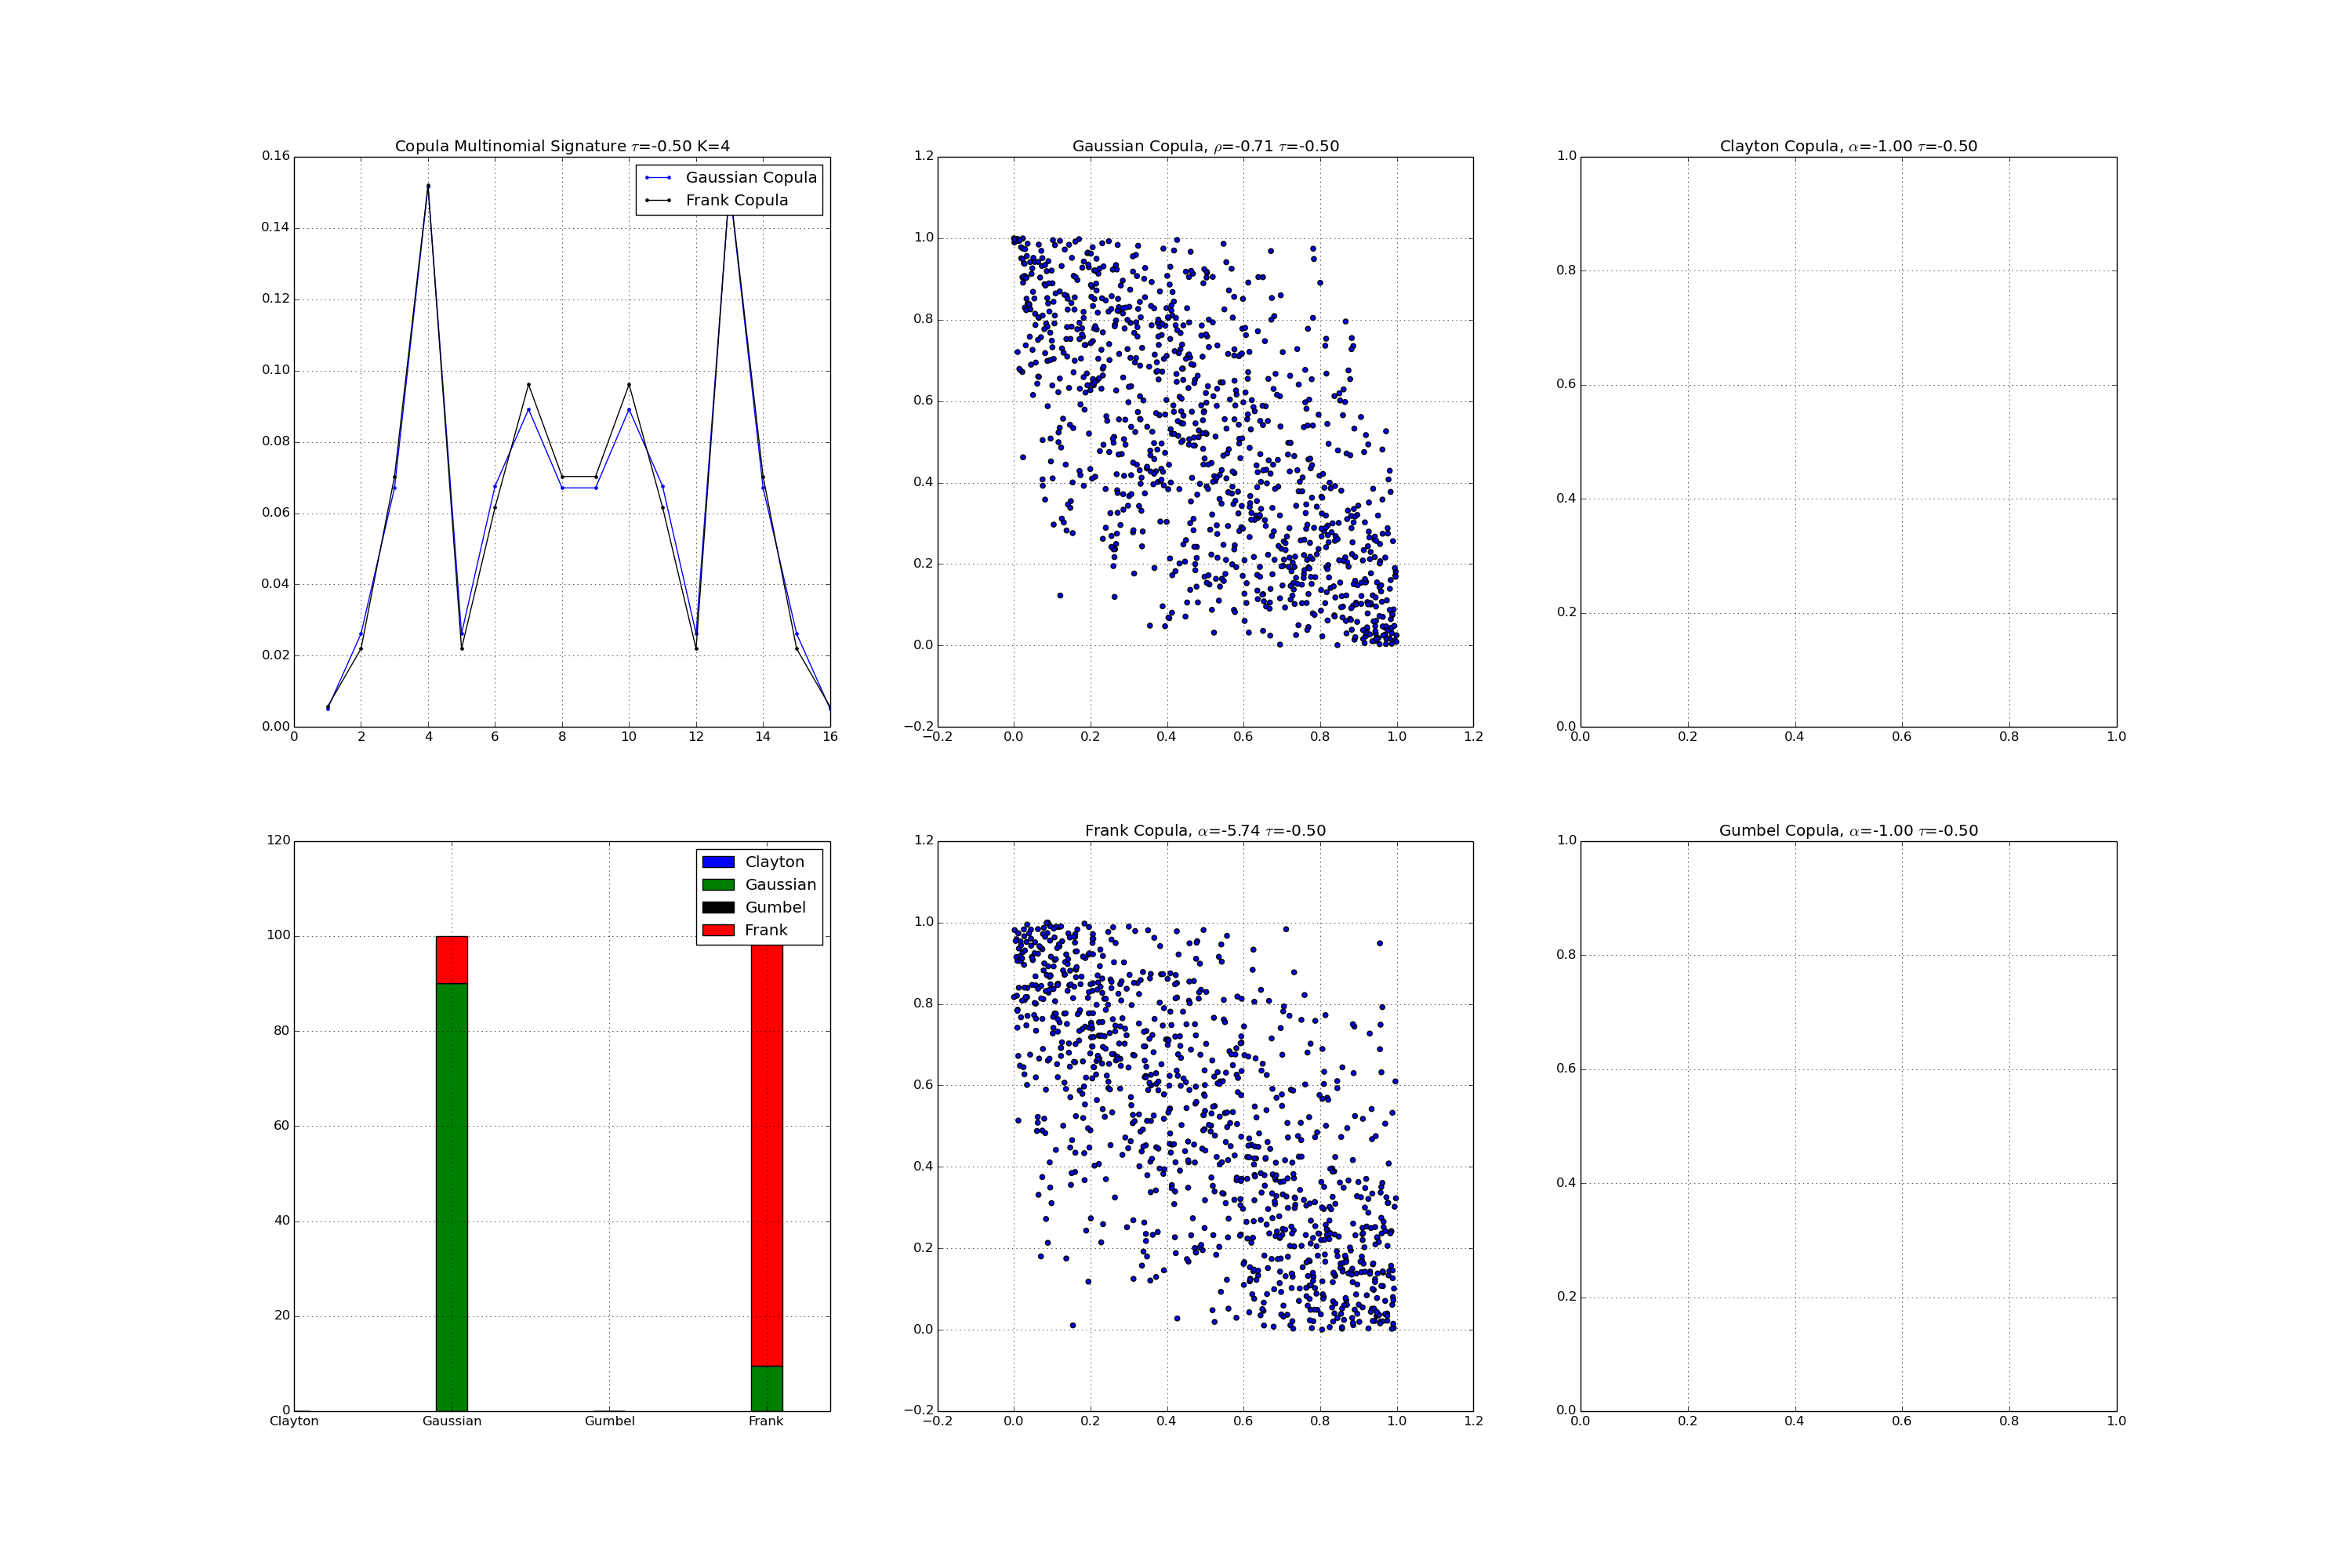 Copula Multinomial Signature τ=-0.50 K=4
0.16
0.14
0.12
0.10
0.08
0.06
0.04
0.02
0.00
0 2 4 6 8 10 12 14 16
Gaussian Copula
Frank Copula
Gaussian Copula, ρ=-0.71 τ=-0.50
1.2
1.0
0.8
0.6
0.4
0.2
0.0
−0.2
−0.2 0.0 0.2 0.4 0.6 0.8 1.0 1.2
Clayton Copula, α=-1.00 τ=-0.50
1.0
0.8
0.6
0.4
0.2
0.0
0.0 0.2 0.4 0.6 0.8 1.0
120
100
80
60
40
20
0
Clayton Gaussian Gumbel Frank
Clayton
Gaussian
Gumbel
Frank
Frank Copula, α=-5.74 τ=-0.50
1.2
1.0
0.8
0.6
0.4
0.2
0.0
−0.2
−0.2 0.0 0.2 0.4 0.6 0.8 1.0 1.2
Gumbel Copula, α=-1.00 τ=-0.50
1.0
0.8
0.6
0.4
0.2
0.0
0.0 0.2 0.4 0.6 0.8 1.0